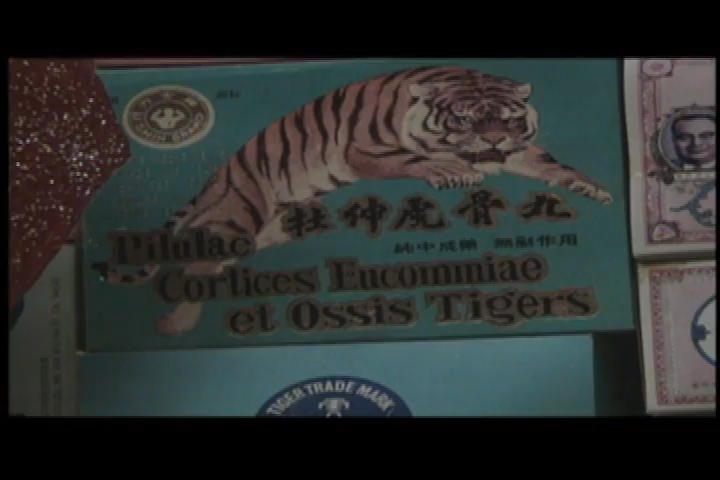 杜仲虎骨丸
純中成藥 無副作用
Pilulae
Cortices Eucommiae
et Ossis Tigers
TIGER TRADE MARK